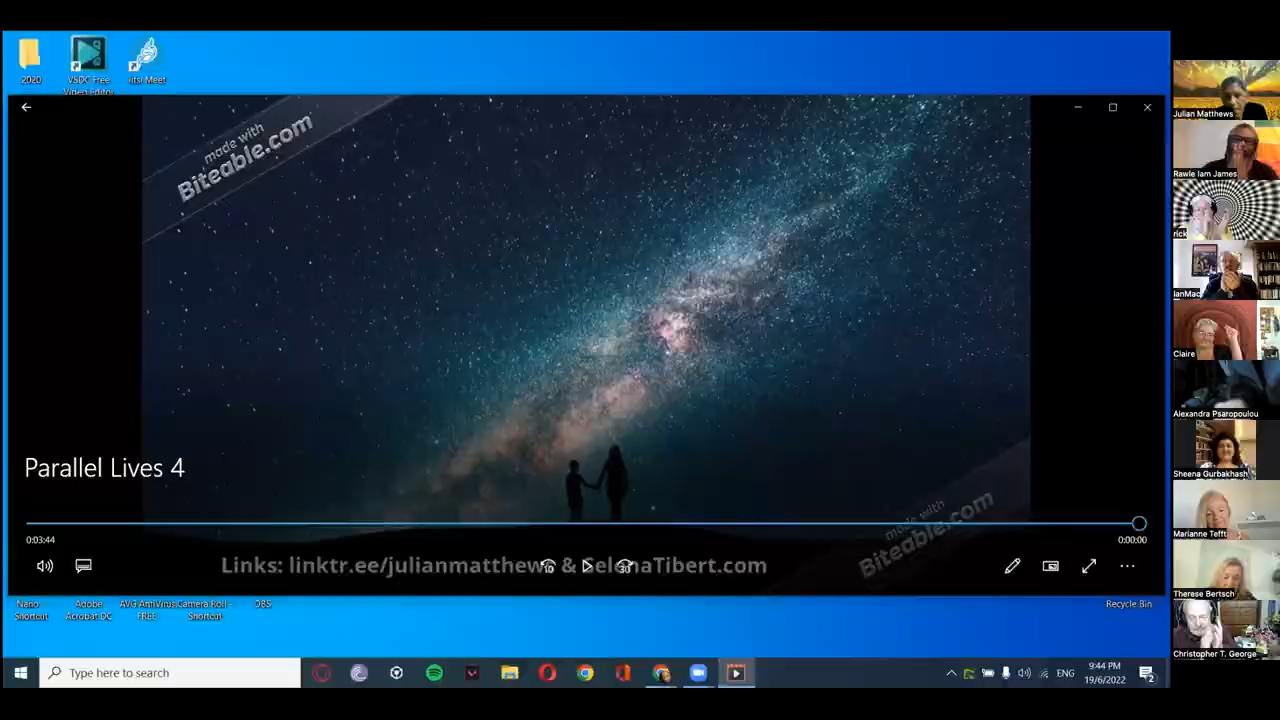 2020
VSDC Free
Video Editor
Jitsi Meet
made with
Biteable.com
Parallel Lives 4
0:03:44
0:00:00
made with
Biteable.com
Links: linktr.ee/julianmatthews & SelenaTibert.com
10
30
Nano
Shortcut
Adobe
Acrobat DC
AVG AntiVirus
FREE
Camera Roll -
Shortcut
OBS
Recycle Bin
Type here to search
ENG
9:44 PM
19/6/2022
2
Julian Matthews
Rawle Iam James
rick
IanMac
Claire
Alexandra Psaropoulou
Sheena Gurbakhash
Marianne Tefft
Therese Bertsch
Christopher T. George